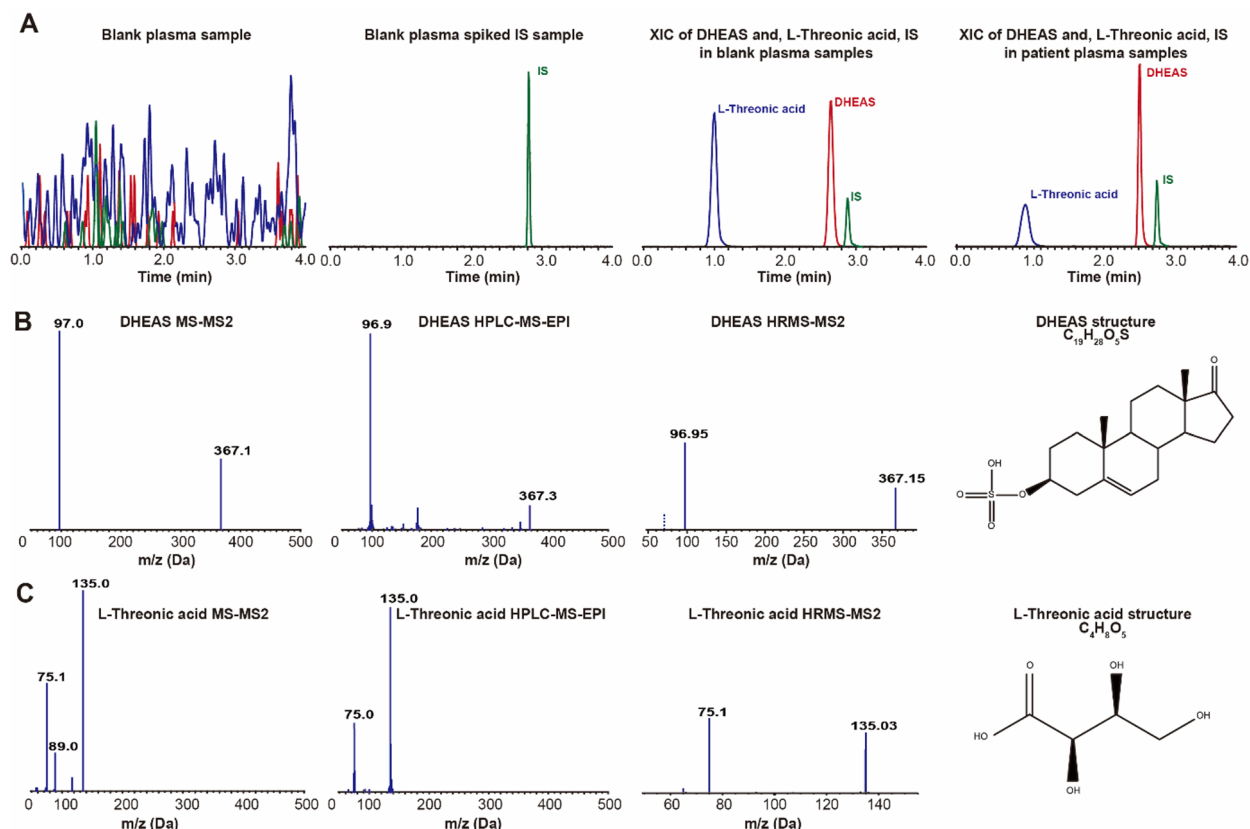 A
Blank plasma sample
Blank plasma spiked IS sample
XIC of DHEAS and, L-Threonic acid, IS
in blank plasma samples
XIC of DHEAS and, L-Threonic acid, IS
in patient plasma samples
IS
L-Threonic acid
DHEAS
IS
DHEAS
L-Threonic acid
IS
0.0 1.0 2.0 3.0 4.0
Time (min)
0.0 1.0 2.0 3.0 4.0
Time (min)
0.0 1.0 2.0 3.0 4.0
Time (min)
0.0 1.0 2.0 3.0 4.0
Time (min)
B
DHEAS MS-MS2
97.0
367.1
0 100 200 300 400 500
m/z (Da)
DHEAS HPLC-MS-EPI
96.9
367.3
0 100 200 300 400 500
m/z (Da)
DHEAS HRMS-MS2
96.95
367.15
50 100 150 200 250 300 350
m/z (Da)
DHEAS structure
C19H28O5S
O
OH
O S O
O
C
L-Threonic acid MS-MS2
135.0
75.1
89.0
0 100 200 300 400 500
m/z (Da)
L-Threonic acid HPLC-MS-EPI
135.0
75.0
0 100 200 300 400 500
m/z (Da)
L-Threonic acid HRMS-MS2
75.1
135.03
60 80 100 120 140
m/z (Da)
L-Threonic acid structure
C4H8O5
O OH
HO OH
OH